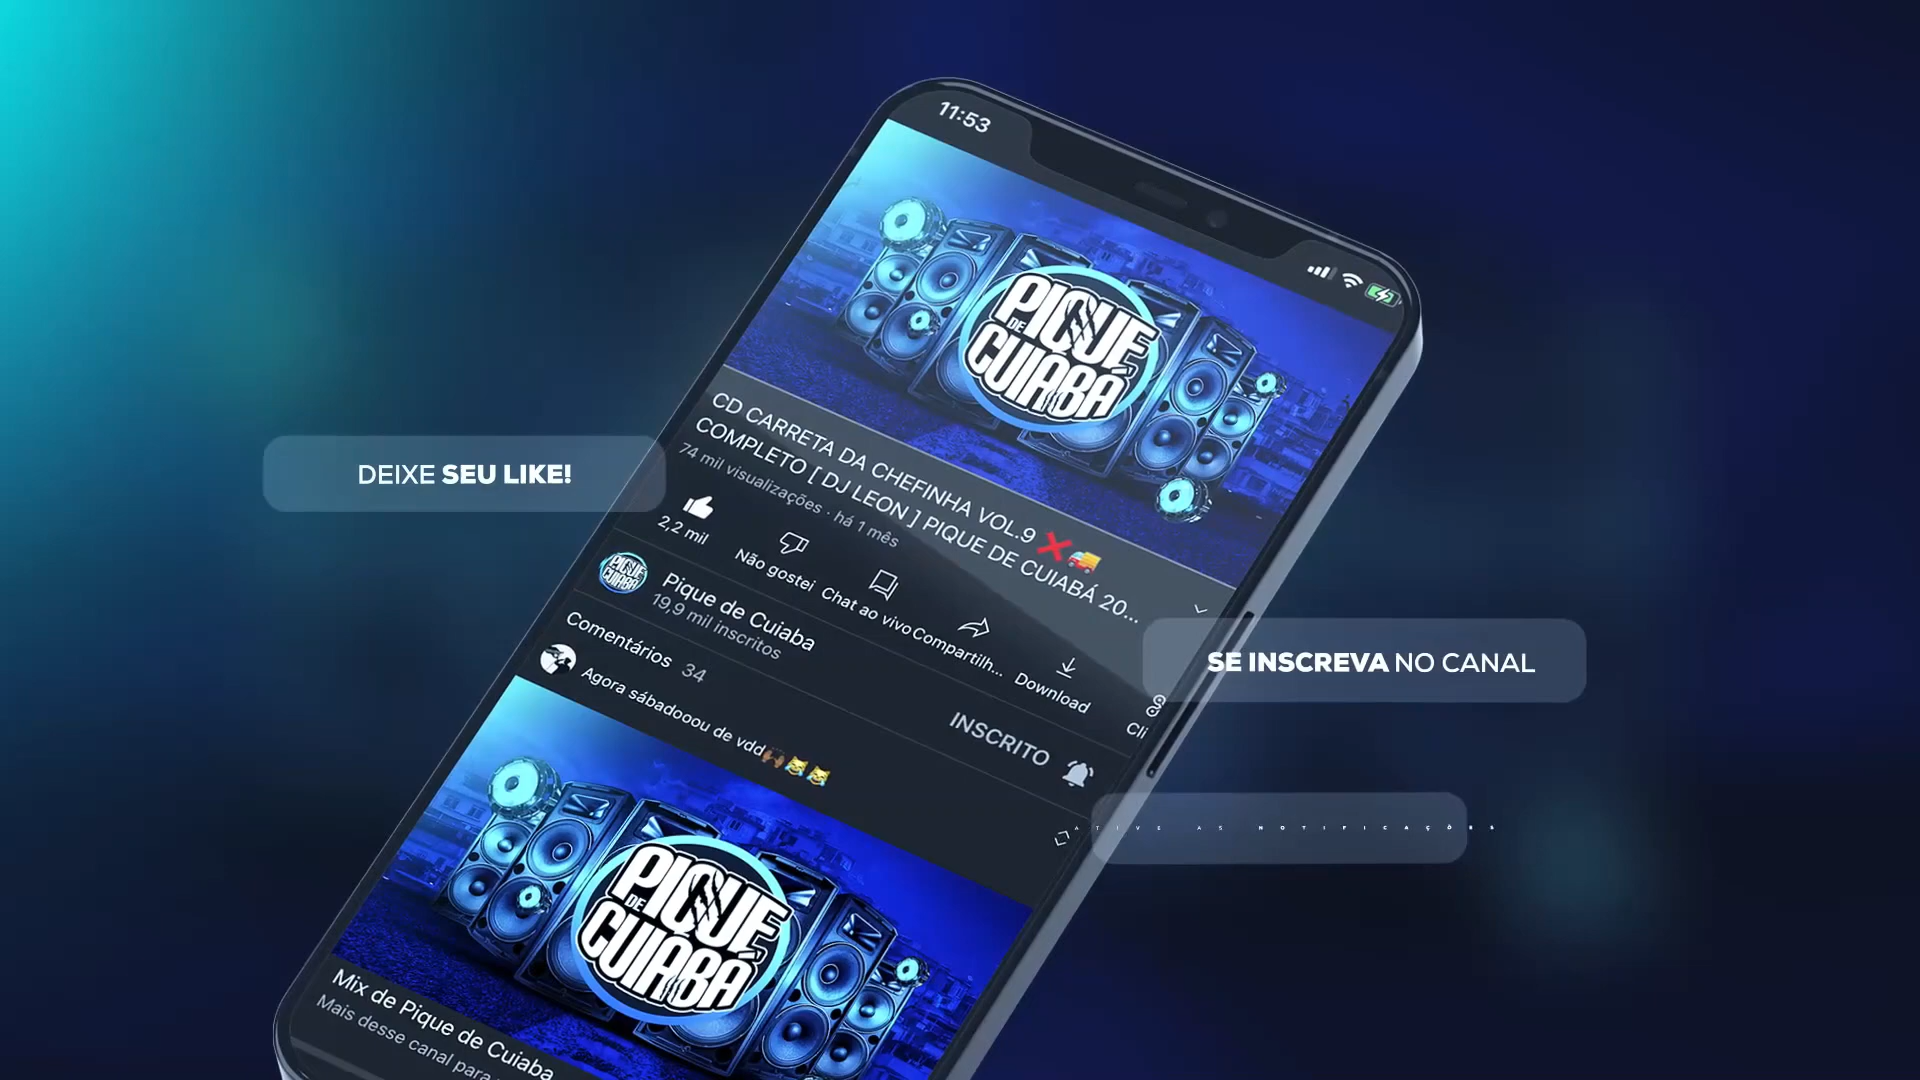 11:53
PIQUE
DE
CUIABÁ
CD CARRETA DA CHEFINHA VOL.9 ❌🚚
COMPLETO [ DJ LEON ] PIQUE DE CUIABÁ 20...
74 mil visualizações · há 1 mês
DEIXE SEU LIKE!
2,2 mil
Não gostei
Chat ao vivo
Compartilh...
Download
Cli
PIQUE
DE
CUIABÁ
Pique de Cuiaba
19,9 mil inscritos
INSCRITO
SE INSCREVA NO CANAL
Comentários 34
Agora sábadooou de vdd🙌🏾😹😹
ATIVE AS NOTIFICAÇÕES
PIQUE
DE
CUIABÁ
Mix de Pique de Cuiaba
Mais desse canal para